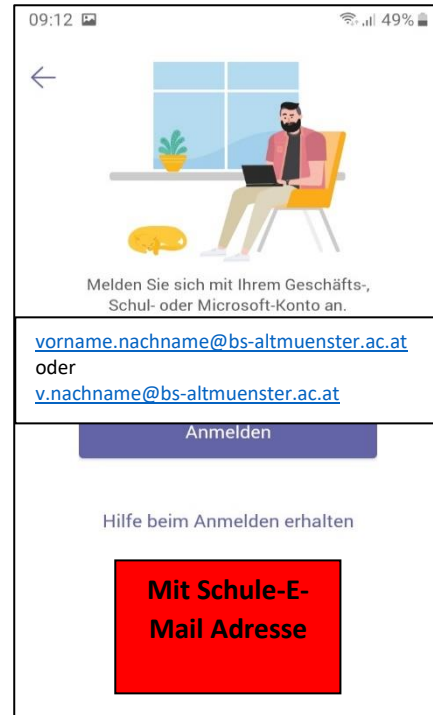 09:12 49%
Melden Sie sich mit Ihrem Geschäfts-,
Schul- oder Microsoft-Konto an.
vorname.nachname@bs-altmuenster.ac.at
oder
v.nachname@bs-altmuenster.ac.at
Anmelden
Hilfe beim Anmelden erhalten
Mit Schule-E-
Mail Adresse